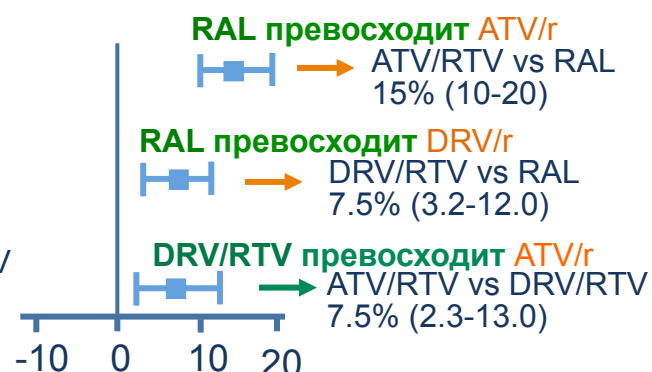 RAL превосходит ATV/r
ATV/RTV vs RAL
15% (10-20)
RAL превосходит DRV/r
DRV/RTV vs RAL
7.5% (3.2-12.0)
DRV/RTV превосходит ATV/r
ATV/RTV vs DRV/RTV
7.5% (2.3-13.0)
-10 0 10 20